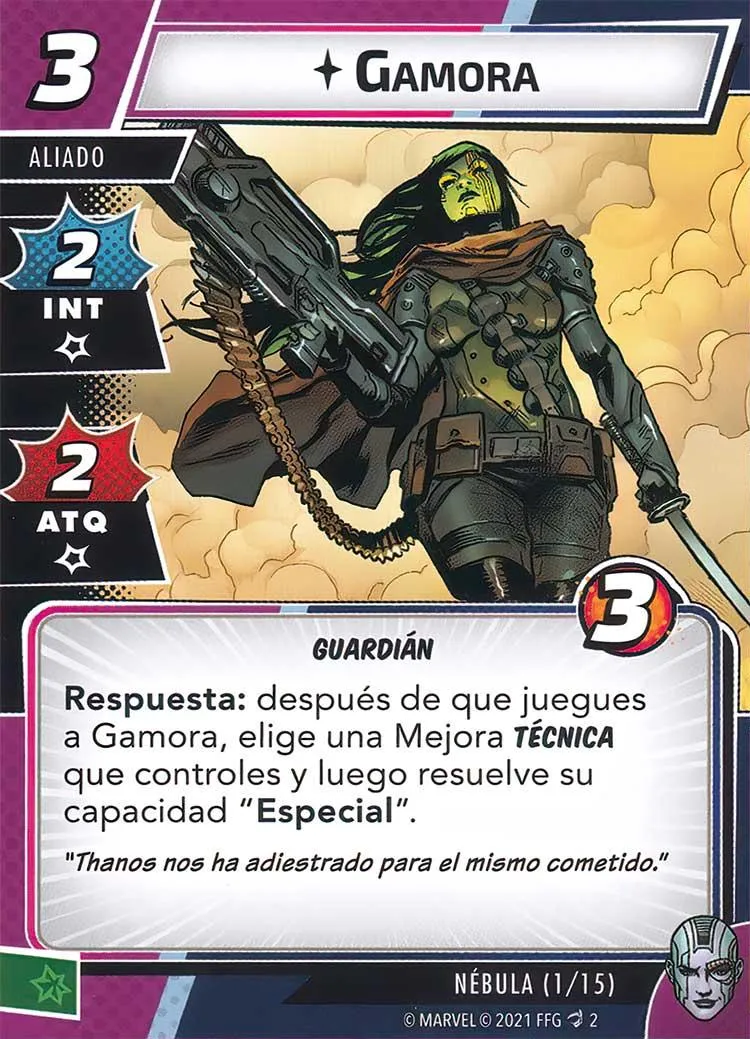 3
GAMORA
ALIADO
2
INT
2
ATQ
3
GUARDIÁN
Respuesta: después de que juegues
a Gamora, elige una Mejora TÉCNICA
que controles y luego resuelve su
capacidad “Especial”.
"Thanos nos ha adiestrado para el mismo cometido."
NÉBULA (1/15)
© MARVEL © 2021 FFG 2